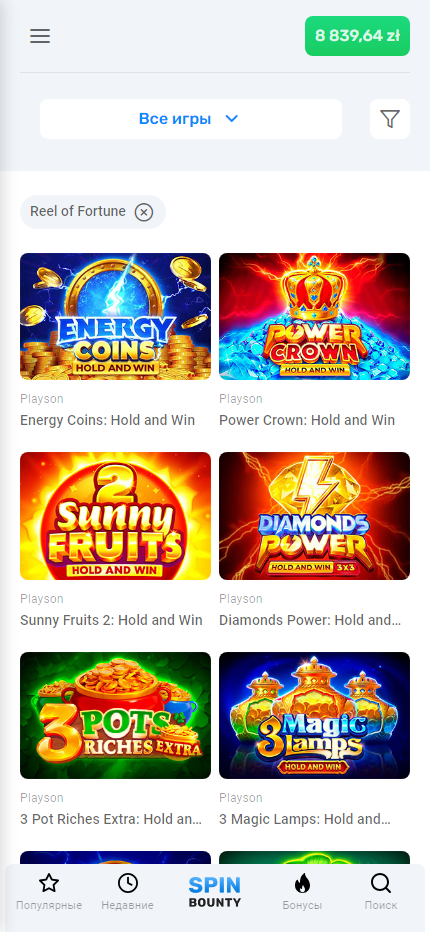 8 839,64 zł
Все игры
Reel of Fortune
ENERGY
COINS
HOLD AND WIN
POWER
CROWN
HOLD AND WIN
Playson
Energy Coins: Hold and Win
Playson
Power Crown: Hold and Win
2
Sunny
FRUITS
HOLD AND WIN
DIAMONDS
POWER
HOLD AND WIN 3X3
Playson
Sunny Fruits 2: Hold and Win
Playson
Diamonds Power: Hold and...
3 POTS
RICHES EXTRA
3 Magic
Lamps
HOLD AND WIN
Playson
3 Pot Riches Extra: Hold an...
Playson
3 Magic Lamps: Hold and...
Популярные
Недавние
SPIN
BOUNTY
Бонусы
Поиск